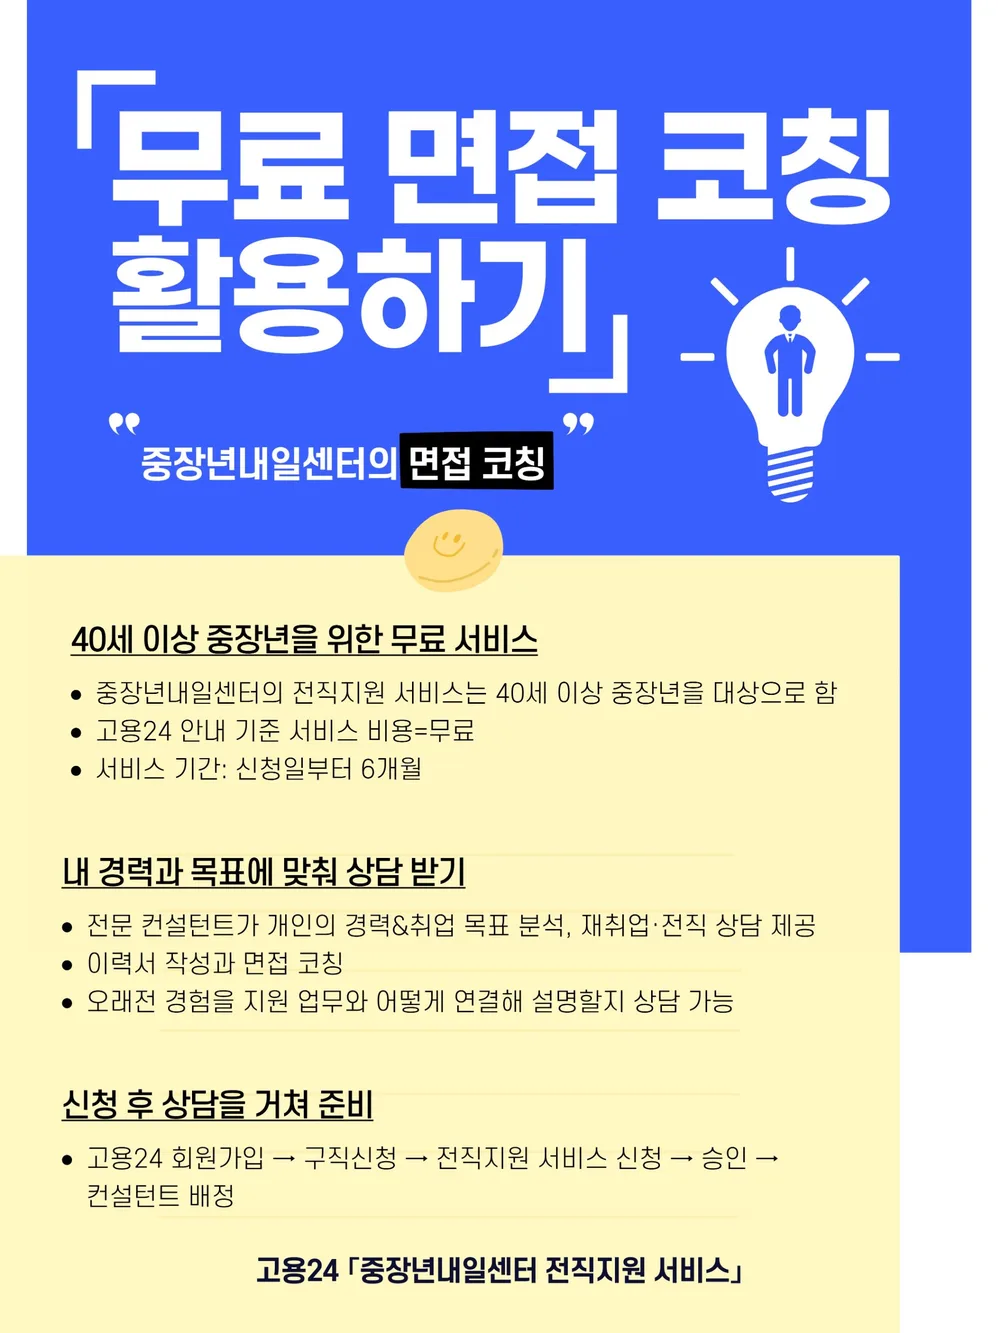 「무료 면접 코칭
활용하기」
"중장년내일센터의 면접 코칭"
40세 이상 중장년을 위한 무료 서비스
• 중장년내일센터의 전직지원 서비스는 40세 이상 중장년을 대상으로 함
• 고용24 안내 기준 서비스 비용=무료
• 서비스 기간: 신청일부터 6개월
내 경력과 목표에 맞춰 상담 받기
• 전문 컨설턴트가 개인의 경력&취업 목표 분석, 재취업·전직 상담 제공
• 이력서 작성과 면접 코칭
• 오래전 경험을 지원 업무와 어떻게 연결해 설명할지 상담 가능
신청 후 상담을 거쳐 준비
• 고용24 회원가입 → 구직신청 → 전직지원 서비스 신청 → 승인 →
컨설턴트 배정
고용24 「중장년내일센터 전직지원 서비스」